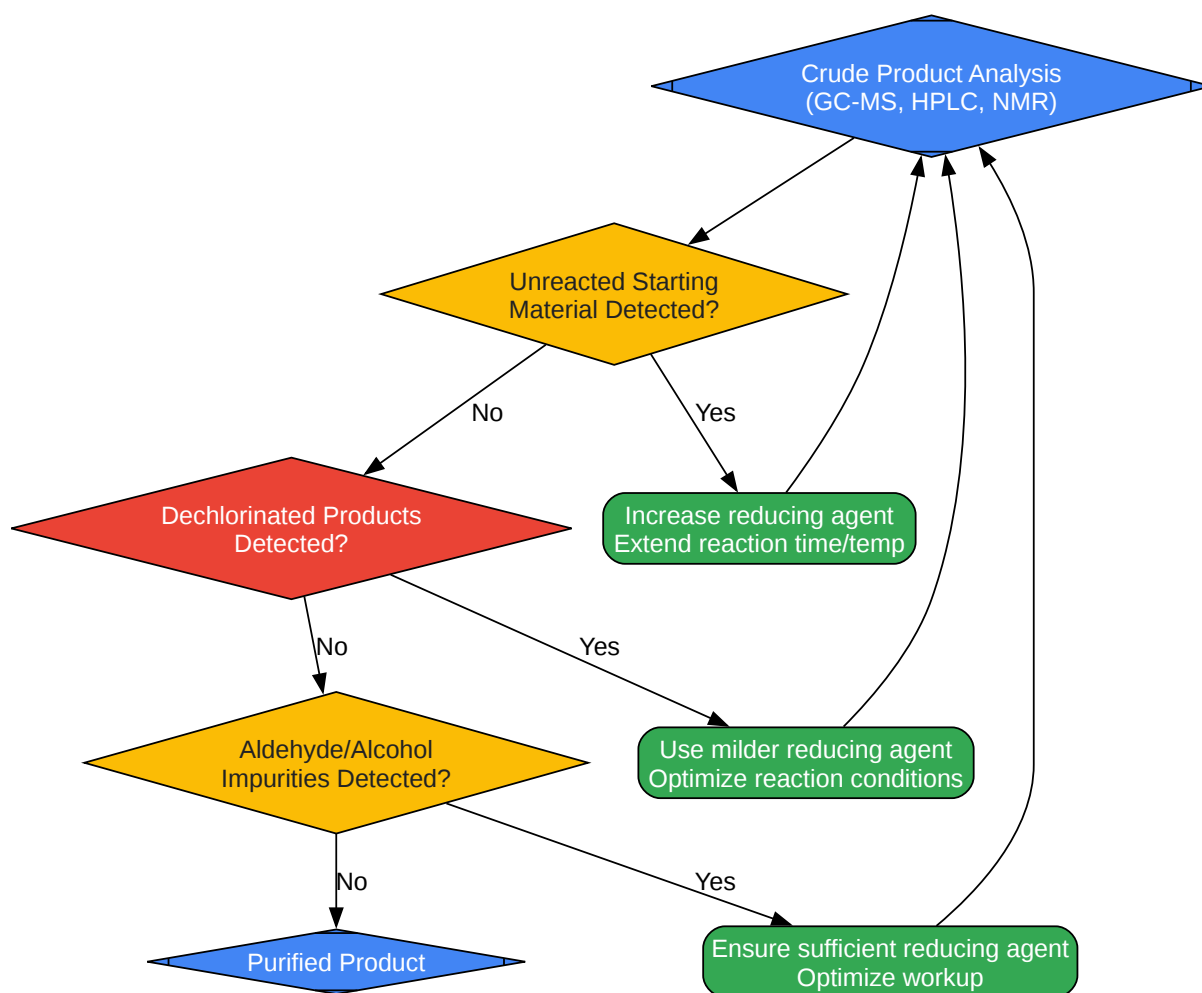 Crude Product Analysis
(GC-MS, HPLC, NMR)
Unreacted Starting
Material Detected?
No
Yes
Dechlorinated Products
Detected?
Increase reducing agent
Extend reaction time/temp
No
Yes
Aldehyde/Alcohol
Impurities Detected?
Use milder reducing agent
Optimize reaction conditions
No
Yes
Purified Product
Ensure sufficient reducing agent
Optimize workup